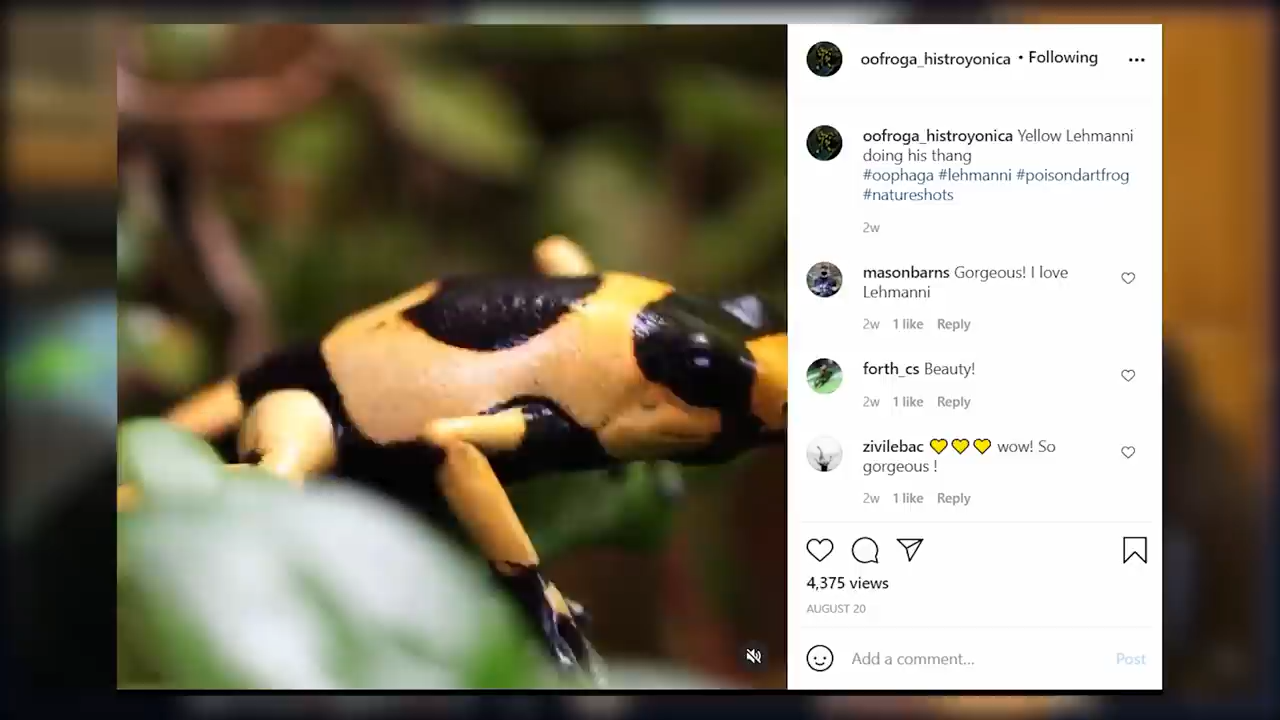 oofroga_histroyonica • Following
oofroga_histroyonica Yellow Lehmanni
doing his thang
#oophaga #lehmanni #poisondartfrog
#natureshots
2w
masonbarns Gorgeous! I love
Lehmanni
2w 1 like Reply
forth_cs Beauty!
2w 1 like Reply
zivilebac 💛💛💛 wow! So
gorgeous !
2w 1 like Reply
4,375 views
AUGUST 20
Add a comment...
Post